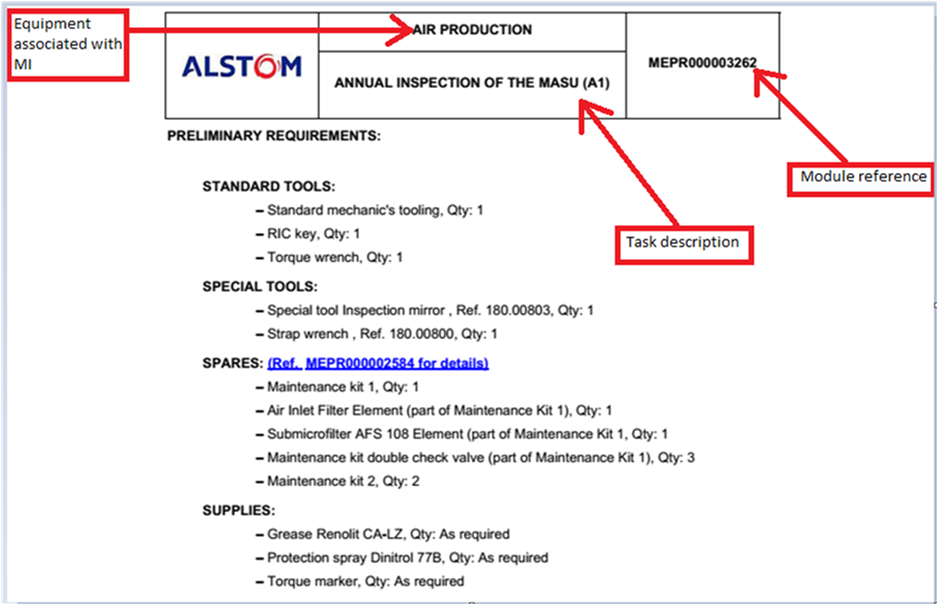 Equipment
associated with
MI
AIR PRODUCTION
ALSTOM
MEPR000003262
ANNUAL INSPECTION OF THE MASU (A1)
PRELIMINARY REQUIREMENTS:
Module reference
STANDARD TOOLS:
– Standard mechanic's tooling, Qty: 1
– RIC key, Qty: 1
Task description
– Torque wrench, Qty: 1
SPECIAL TOOLS:
– Special tool Inspection mirror , Ref. 180.00803, Qty: 1
– Strap wrench , Ref. 180.00800, Qty: 1
SPARES: (Ref. MEPR000002584 for details)
– Maintenance kit 1, Qty: 1
– Air Inlet Filter Element (part of Maintenance Kit 1), Qty: 1
– Submicrofilter AFS 108 Element (part of Maintenance Kit 1, Qty: 1
– Maintenance kit double check valve (part of Maintenance Kit 1), Qty: 3
– Maintenance kit 2, Qty: 2
SUPPLIES:
– Grease Renolit CA-LZ, Qty: As required
– Protection spray Dinitrol 77B, Qty: As required
– Torque marker, Qty: As required